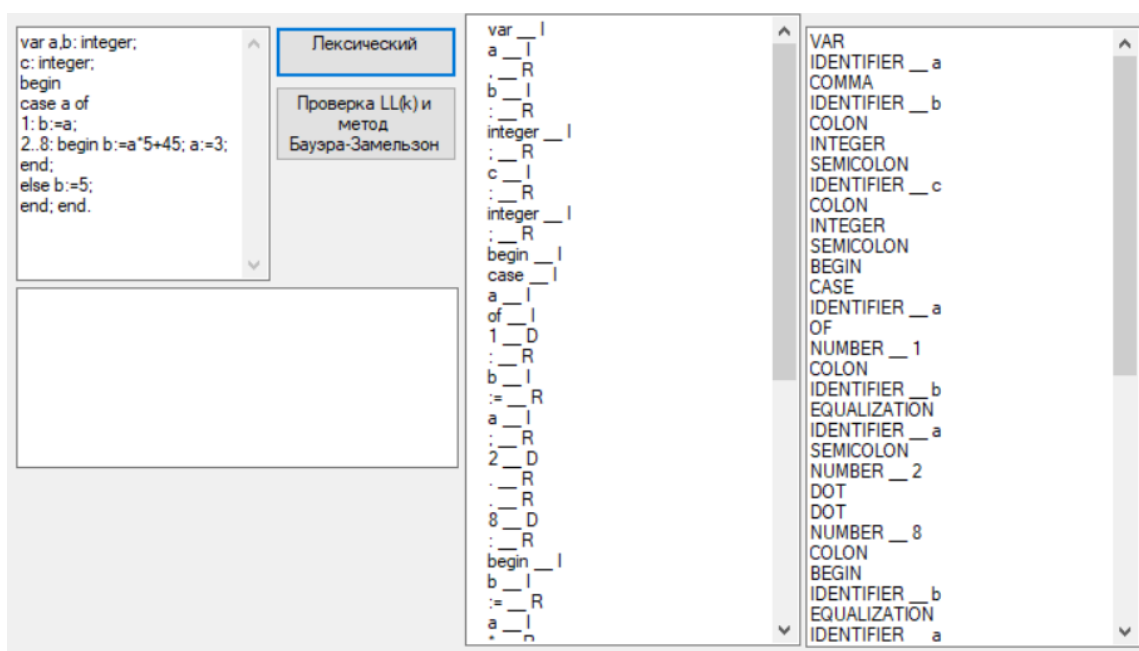 var a,b: integer;
c: integer;
begin
case a of
1: b:=a;
2..8: begin b:=a*5+45; a:=3;
end;
else b:=5;
end; end.
Лексический
Проверка LL(k) и
метод
Бауэра-Замельзон
var __ I
a __ I
, __ R
b __ I
: __ R
integer __ I
; __ R
c __ I
: __ R
integer __ I
; __ R
begin __ I
case __ I
a __ I
of __ I
1 __ D
: __ R
b __ I
:= __ R
a __ I
; __ R
2 __ D
. __ R
. __ R
8 __ D
: __ R
begin __ I
b __ I
:= __ R
a __ I
* __ R
VAR
IDENTIFIER __ a
COMMA
IDENTIFIER __ b
COLON
INTEGER
SEMICOLON
IDENTIFIER __ c
COLON
INTEGER
SEMICOLON
BEGIN
CASE
IDENTIFIER __ a
OF
NUMBER __ 1
COLON
IDENTIFIER __ b
EQUALIZATION
IDENTIFIER __ a
SEMICOLON
NUMBER __ 2
DOT
DOT
NUMBER __ 8
COLON
BEGIN
IDENTIFIER __ b
EQUALIZATION
IDENTIFIER __ a